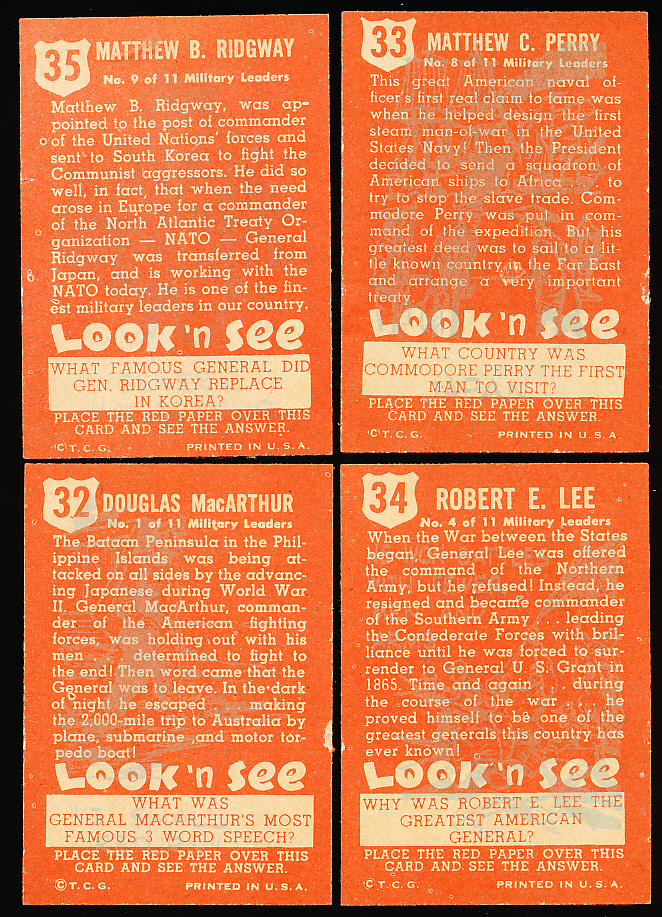 35
MATTHEW B. RIDGWAY
No. 9 of 11 Military Leaders
Matthew B. Ridgway, was ap-
pointed to the post of commander
of the United Nations' forces and
sent to South Korea to fight the
Communist aggressors. He did so
well, in fact, that when the need
arose in Europe for a commander
of the North Atlantic Treaty Or-
ganization — NATO — General
Ridgway was transferred from
Japan, and is working with the
NATO today. He is one of the fin-
est military leaders in our country.
LOOK 'n SEE
WHAT FAMOUS GENERAL DID
GEN. RIDGWAY REPLACE
IN KOREA?
PLACE THE RED PAPER OVER THIS
CARD AND SEE THE ANSWER.
©T.C.G. PRINTED IN U.S.A.
33
MATTHEW C. PERRY
No. 8 of 11 Military Leaders
This great American naval of-
ficer's first real claim to fame was
when he helped design the first
steam man-of-war in the United
States Navy! Then the President
decided to send a squadron of
American ships to Africa . . . to
try to stop the slave trade. Com-
modore Perry was put in com-
mand of the expedition. But his
greatest deed was to sail to a lit-
tle known country in the Far East
and arrange a very important
treaty.
LOOK 'n SEE
WHAT COUNTRY WAS
COMMODORE PERRY THE FIRST
MAN TO VISIT?
PLACE THE RED PAPER OVER THIS
CARD AND SEE THE ANSWER.
©T.C.G. PRINTED IN U.S.A.
32
DOUGLAS MacARTHUR
No. 1 of 11 Military Leaders
The Bataan Peninsula in the Phil-
ippine Islands was being at-
tacked on all sides by the advanc-
ing Japanese during World War
II. General MacArthur, comman-
der of the American fighting
forces, was holding out with his
men . . . determined to fight to the
end! Then word came that the
General was to leave. In the dark
of night he escaped . . . making
the 2,000-mile trip to Australia by
plane, submarine and motor tor-
pedo boat!
LOOK 'n SEE
WHAT WAS
GENERAL MACARTHUR'S MOST
FAMOUS 3 WORD SPEECH?
PLACE THE RED PAPER OVER THIS
CARD AND SEE THE ANSWER.
©T.C.G. PRINTED IN U.S.A.
34
ROBERT E. LEE
No. 4 of 11 Military Leaders
When the War between the States
began, General Lee was offered
the command of the Northern
Army, but he refused! Instead, he
resigned and became commander
of the Southern Army . . . leading
the Confederate Forces with bril-
liance until he was forced to sur-
render to General U. S. Grant in
1865. Time and again . . . during
the course of the war . . . he
proved himself to be one of the
greatest generals this country has
ever known!
LOOK 'n SEE
WHY WAS ROBERT E. LEE THE
GREATEST AMERICAN
GENERAL?
PLACE THE RED PAPER OVER THIS
CARD AND SEE THE ANSWER.
©T.C.G. PRINTED IN U.S.A.